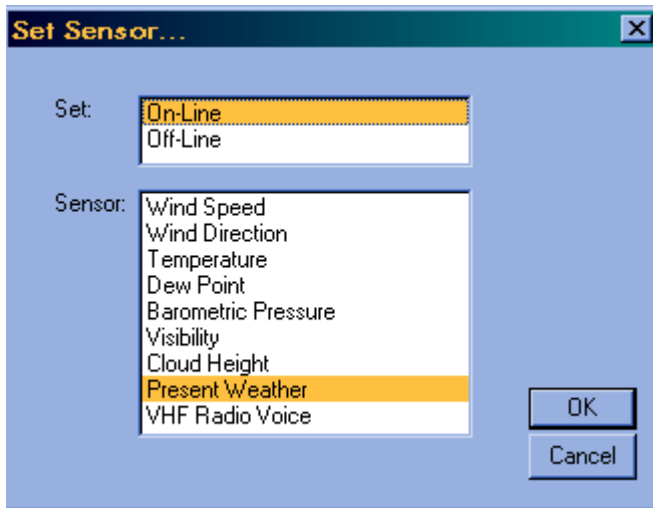 Set Sensor...
Set:
On-Line
Off-Line
Sensor:
Wind Speed
Wind Direction
Temperature
Dew Point
Barometric Pressure
Visibility
Cloud Height
Present Weather
VHF Radio Voice
OK
Cancel